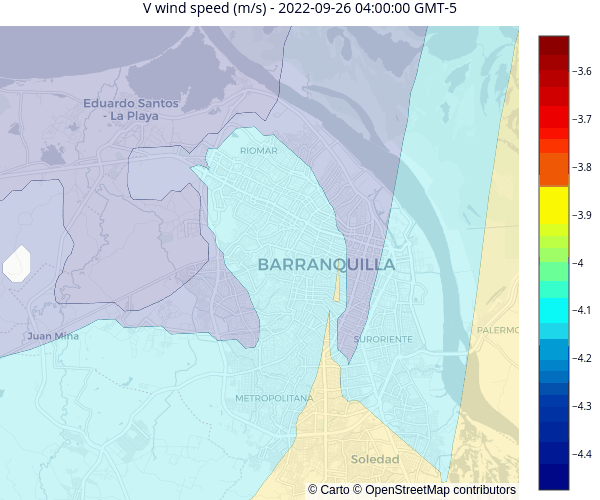 V wind speed (m/s) - 2022-09-26 04:00:00 GMT-5
Eduardo Santos
- La Playa
RIOMAR
BARRANQUILLA
Juan Mina
SURORIENTE
PALERMO
METROPOLITANA
Soledad
© Carto © OpenStreetMap contributors
−3.6
−3.7
−3.8
−3.9
−4
−4.1
−4.2
−4.3
−4.4